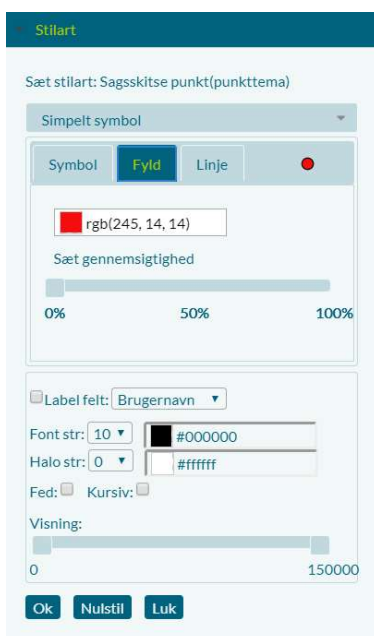 Stilart
Sæt stilart: Sagsskitse punkt(punkttema)
Simpelt symbol
Symbol Fyld Linje
rgb(245, 14, 14)
Sæt gennemsigtighed
0% 50% 100%
Label felt: Brugernavn
Font str: 10 #000000
Halo str: 0 #ffffff
Fed: Kursiv:
Visning:
0 150000
Ok Nulstil Luk